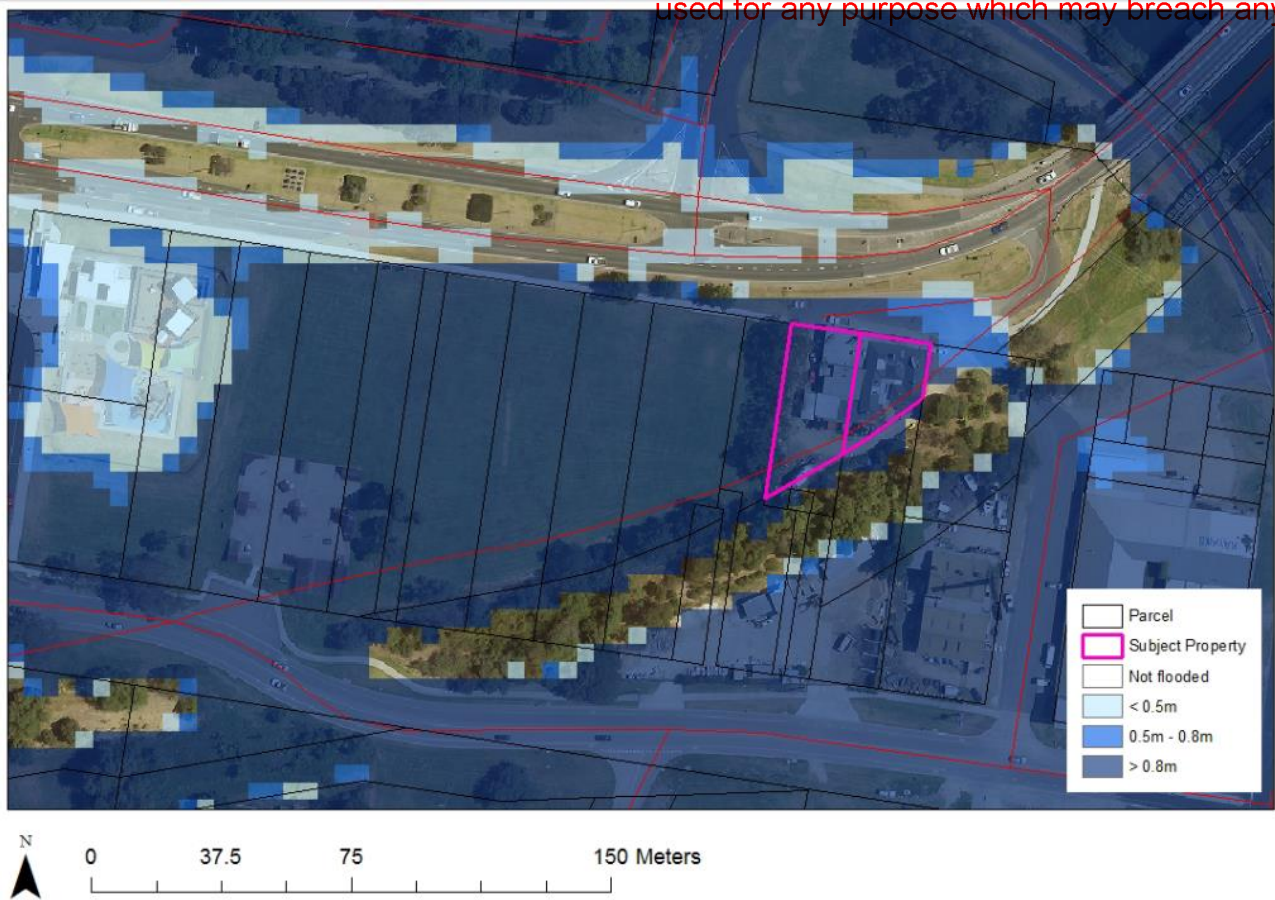 used for any purpose which may breach any
Parcel
Subject Property
Not flooded
< 0.5m
0.5m - 0.8m
> 0.8m
N
0 37.5 75 150 Meters